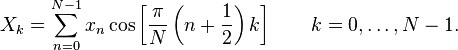 X_k = \sum_{n=0}^{N-1} x_n \cos\left[\frac{\pi}{N}\left(n+\frac{1}{2}\right)k\right] \qquad k = 0, \dots, N-1.